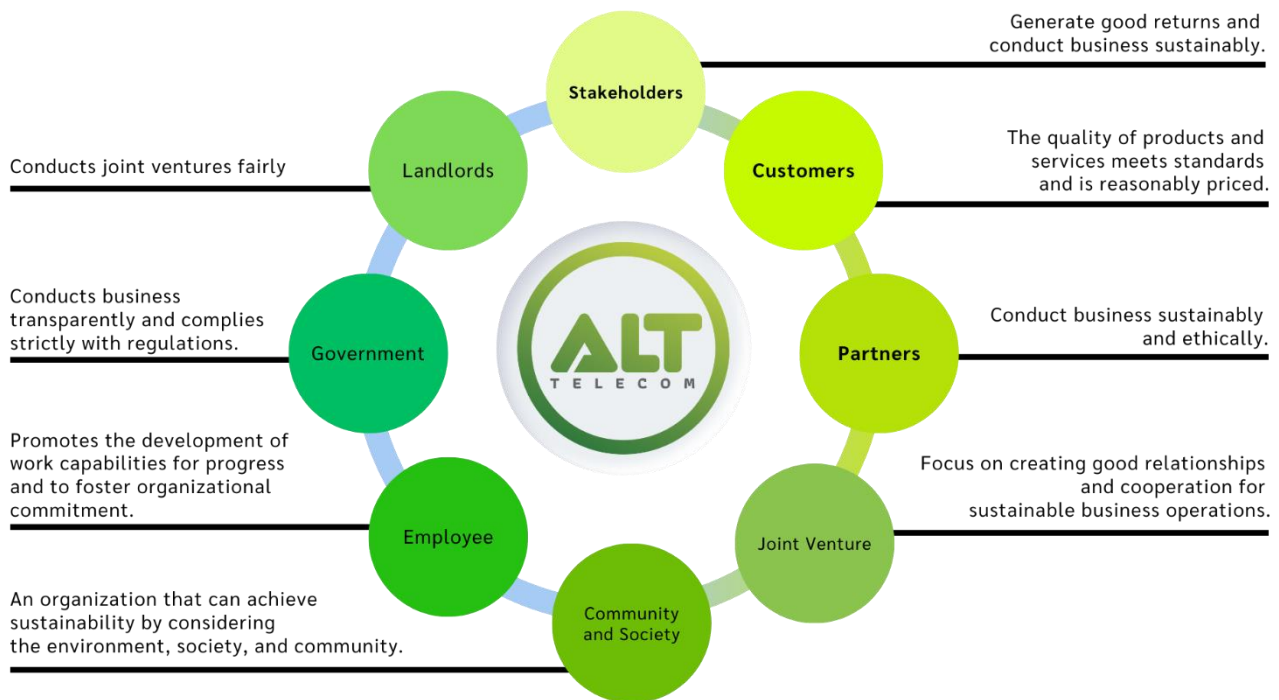 Stakeholders
Generate good returns and
conduct business sustainably.
Customers
The quality of products and
services meets standards
and is reasonably priced.
Partners
Conduct business sustainably
and ethically.
Joint Venture
Focus on creating good relationships
and cooperation for
sustainable business operations.
Community
and Society
An organization that can achieve
sustainability by considering
the environment, society, and community.
Employee
Promotes the development of
work capabilities for progress
and to foster organizational
commitment.
Government
Conducts business
transparently and complies
strictly with regulations.
Landlords
Conducts joint ventures fairly
ALT
TELECOM